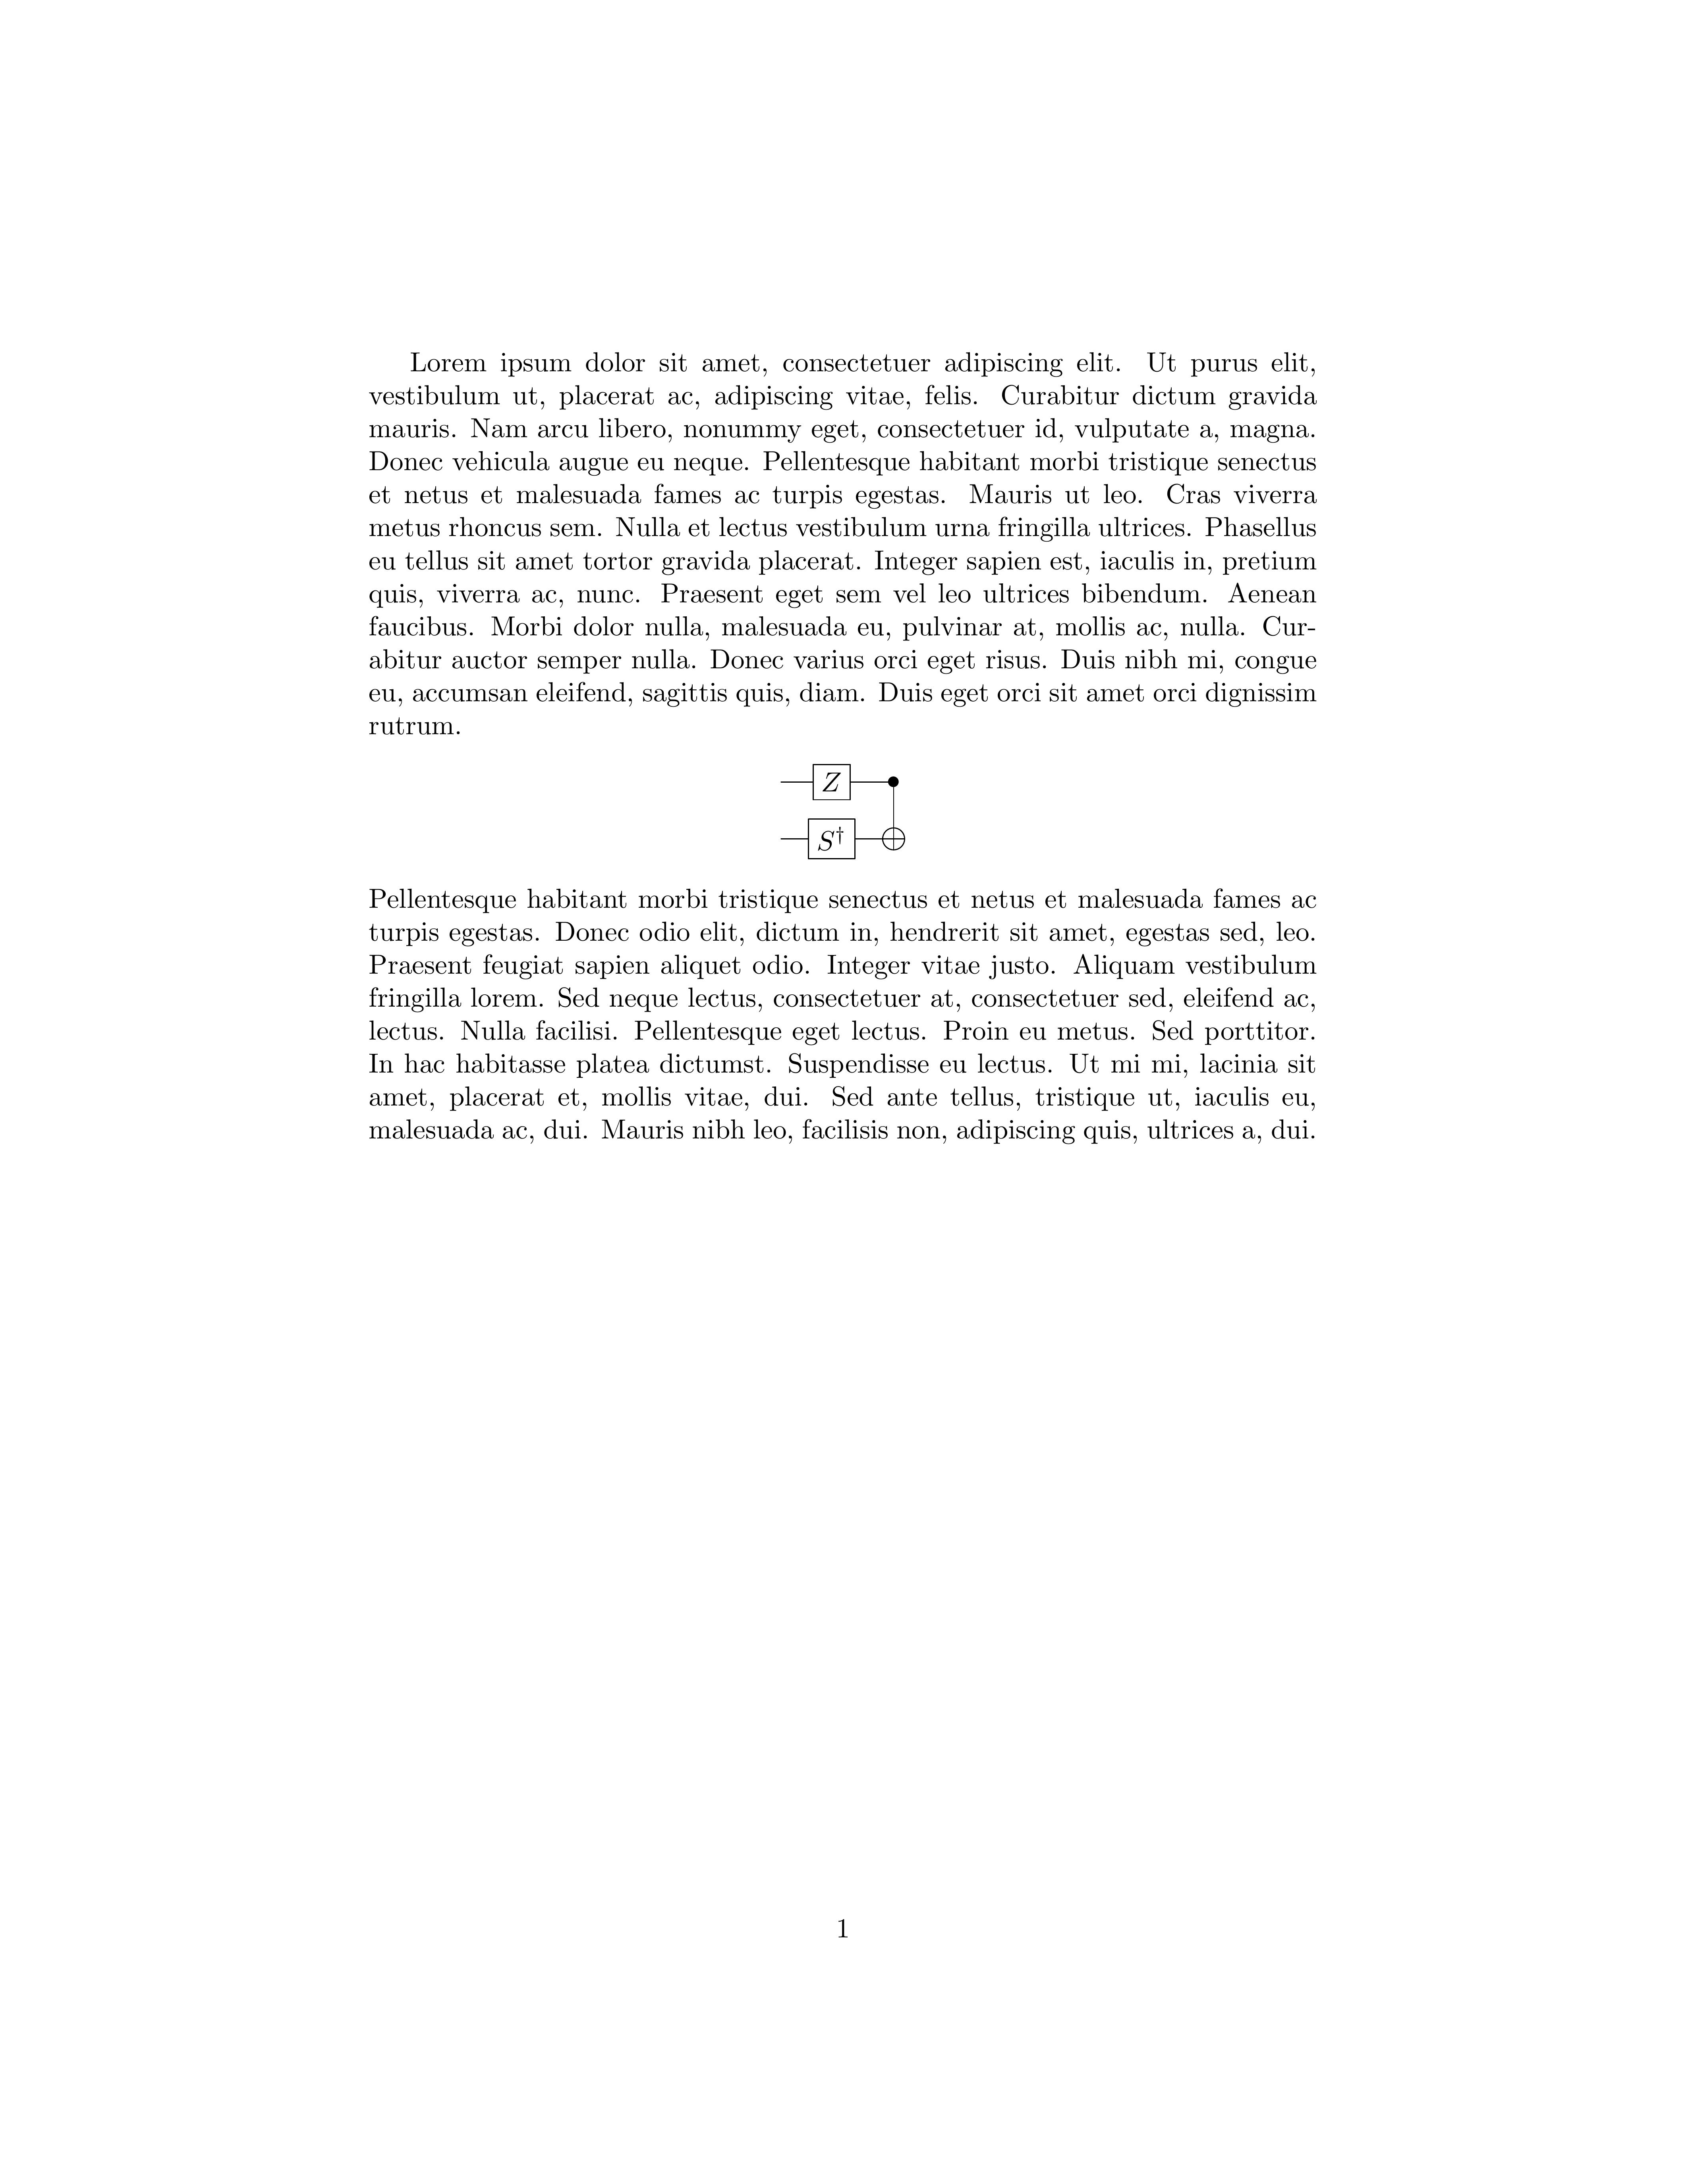 Lorem ipsum dolor sit amet, consectetuer adipiscing elit. Ut purus elit,
vestibulum ut, placerat ac, adipiscing vitae, felis. Curabitur dictum gravida
mauris. Nam arcu libero, nonummy eget, consectetuer id, vulputate a, magna.
Donec vehicula augue eu neque. Pellentesque habitant morbi tristique senectus
et netus et malesuada fames ac turpis egestas. Mauris ut leo. Cras viverra
metus rhoncus sem. Nulla et lectus vestibulum urna fringilla ultrices. Phasellus
eu tellus sit amet tortor gravida placerat. Integer sapien est, iaculis in, pretium
quis, viverra ac, nunc. Praesent eget sem vel leo ultrices bibendum. Aenean
faucibus. Morbi dolor nulla, malesuada eu, pulvinar at, mollis ac, nulla. Cur-
abitur auctor semper nulla. Donec varius orci eget risus. Duis nibh mi, congue
eu, accumsan eleifend, sagittis quis, diam. Duis eget orci sit amet orci dignissim
rutrum.
Z
S†
Pellentesque habitant morbi tristique senectus et netus et malesuada fames ac
turpis egestas. Donec odio elit, dictum in, hendrerit sit amet, egestas sed, leo.
Praesent feugiat sapien aliquet odio. Integer vitae justo. Aliquam vestibulum
fringilla lorem. Sed neque lectus, consectetuer at, consectetuer sed, eleifend ac,
lectus. Nulla facilisi. Pellentesque eget lectus. Proin eu metus. Sed porttitor.
In hac habitasse platea dictumst. Suspendisse eu lectus. Ut mi mi, lacinia sit
amet, placerat et, mollis vitae, dui. Sed ante tellus, tristique ut, iaculis eu,
malesuada ac, dui. Mauris nibh leo, facilisis non, adipiscing quis, ultrices a, dui.
1